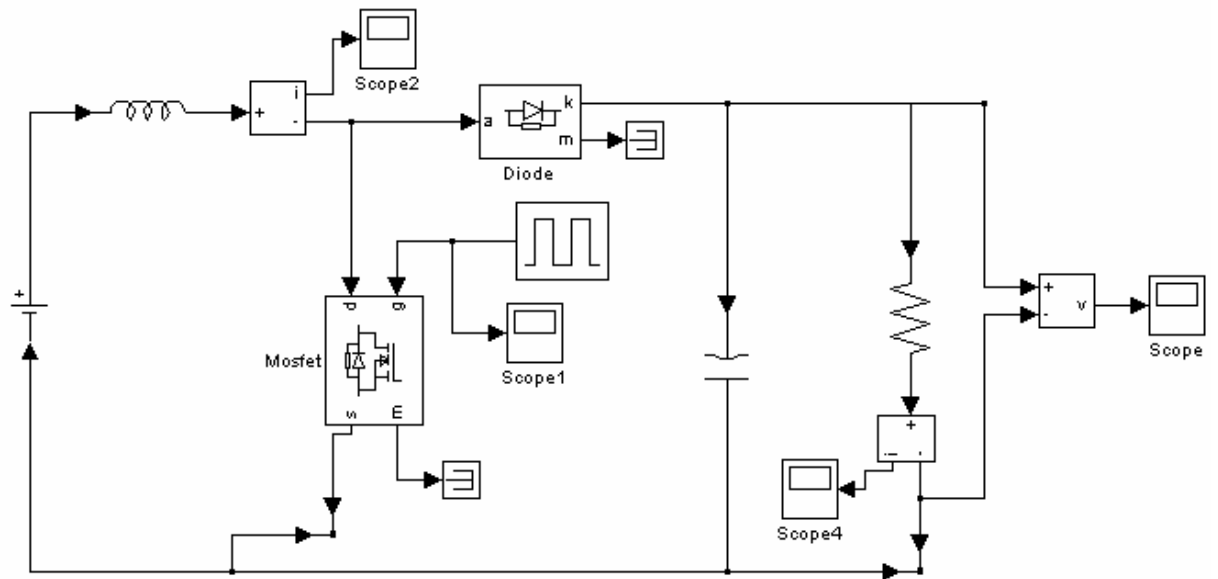 Scope2
i
+
-
k
a
m
Diode
d
g
Mosfet
s
m
Scope1
+
+
-
v
Scope
+
i
-
Scope4